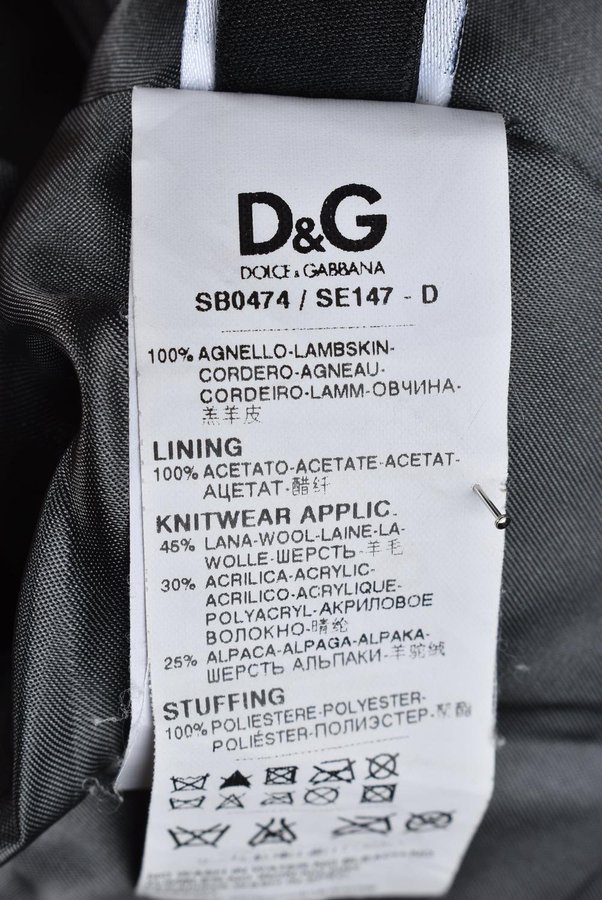 D&G
DOLCE & GABBANA
SB0474 / SE147 - D
100% AGNELLO-LAMBSKIN-
CORDERO-AGNEAU-
CORDEIRO-LAMM-ОВЧИНА-
羔羊皮
LINING
100% ACETATO-ACETATE-ACETAT-
АЦЕТАТ-醋纤
KNITWEAR APPLIC.
45% LANA-WOOL-LAINE-LA-
WOLLE-ШЕРСТЬ-羊毛
30% ACRILICA-ACRYLIC-
ACRILICO-ACRYLIQUE-
POLYACRYL-АКРИЛОВОЕ
ВОЛОКНО-晴纶
25% ALPACA-ALPAGA-ALPAKA-
ШЕРСТЬ АЛЬПАКИ-羊驼绒
STUFFING
100% POLIESTERE-POLYESTER-
POLIÉSTER-ПОЛИЭСТЕР-聚酯